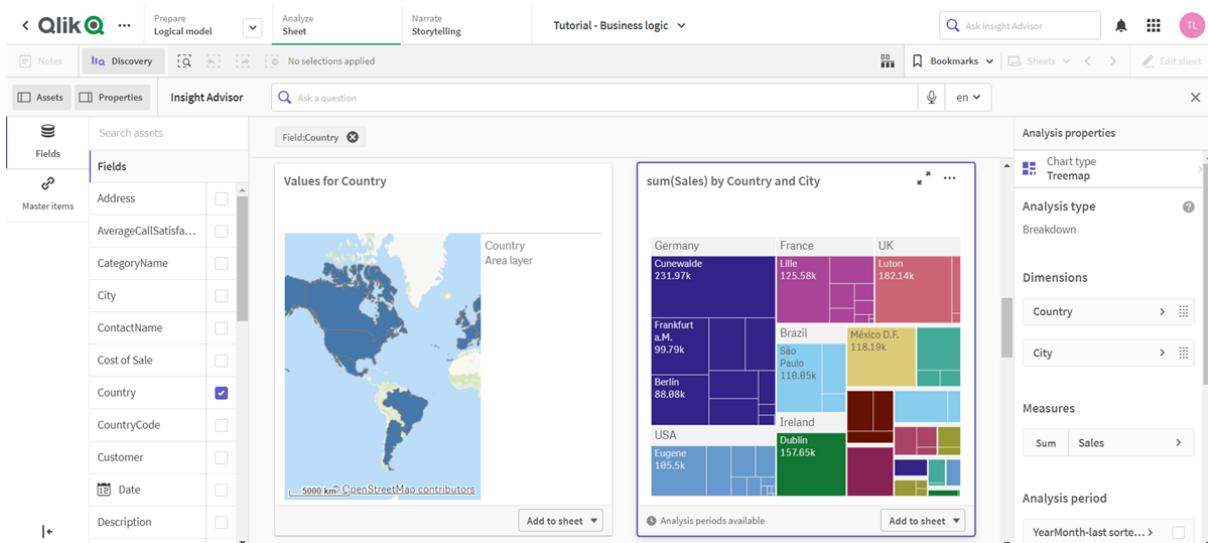 Qlik
Prepare
Logical model
Analyze
Sheet
Narrate
Storytelling
Tutorial - Business logic
Ask Insight Advisor
TL
Notes
Discovery
No selections applied
Bookmarks
Sheets
Edit sheet
Assets
Properties
Insight Advisor
Ask a question
en
Fields
Master items
Search assets
Fields
Address
AverageCallSatisfa...
CategoryName
City
ContactName
Cost of Sale
Country
CountryCode
Customer
Date
Description
Field:Country
Values for Country
Country
Area layer
5000 km
© OpenStreetMap contributors
Add to sheet
sum(Sales) by Country and City
Germany
Cunewalde
231.97k
Frankfurt
a.M.
99.79k
Berlin
88.08k
USA
Eugene
105.5k
France
Lille
125.58k
UK
Luton
182.14k
Brazil
São
Paulo
110.05k
México D.F.
118.19k
Ireland
Dublin
157.65k
Analysis periods available
Add to sheet
Analysis properties
Chart type
Treemap
Analysis type
Breakdown
Dimensions
Country
City
Measures
Sum
Sales
Analysis period
YearMonth-last sorte...